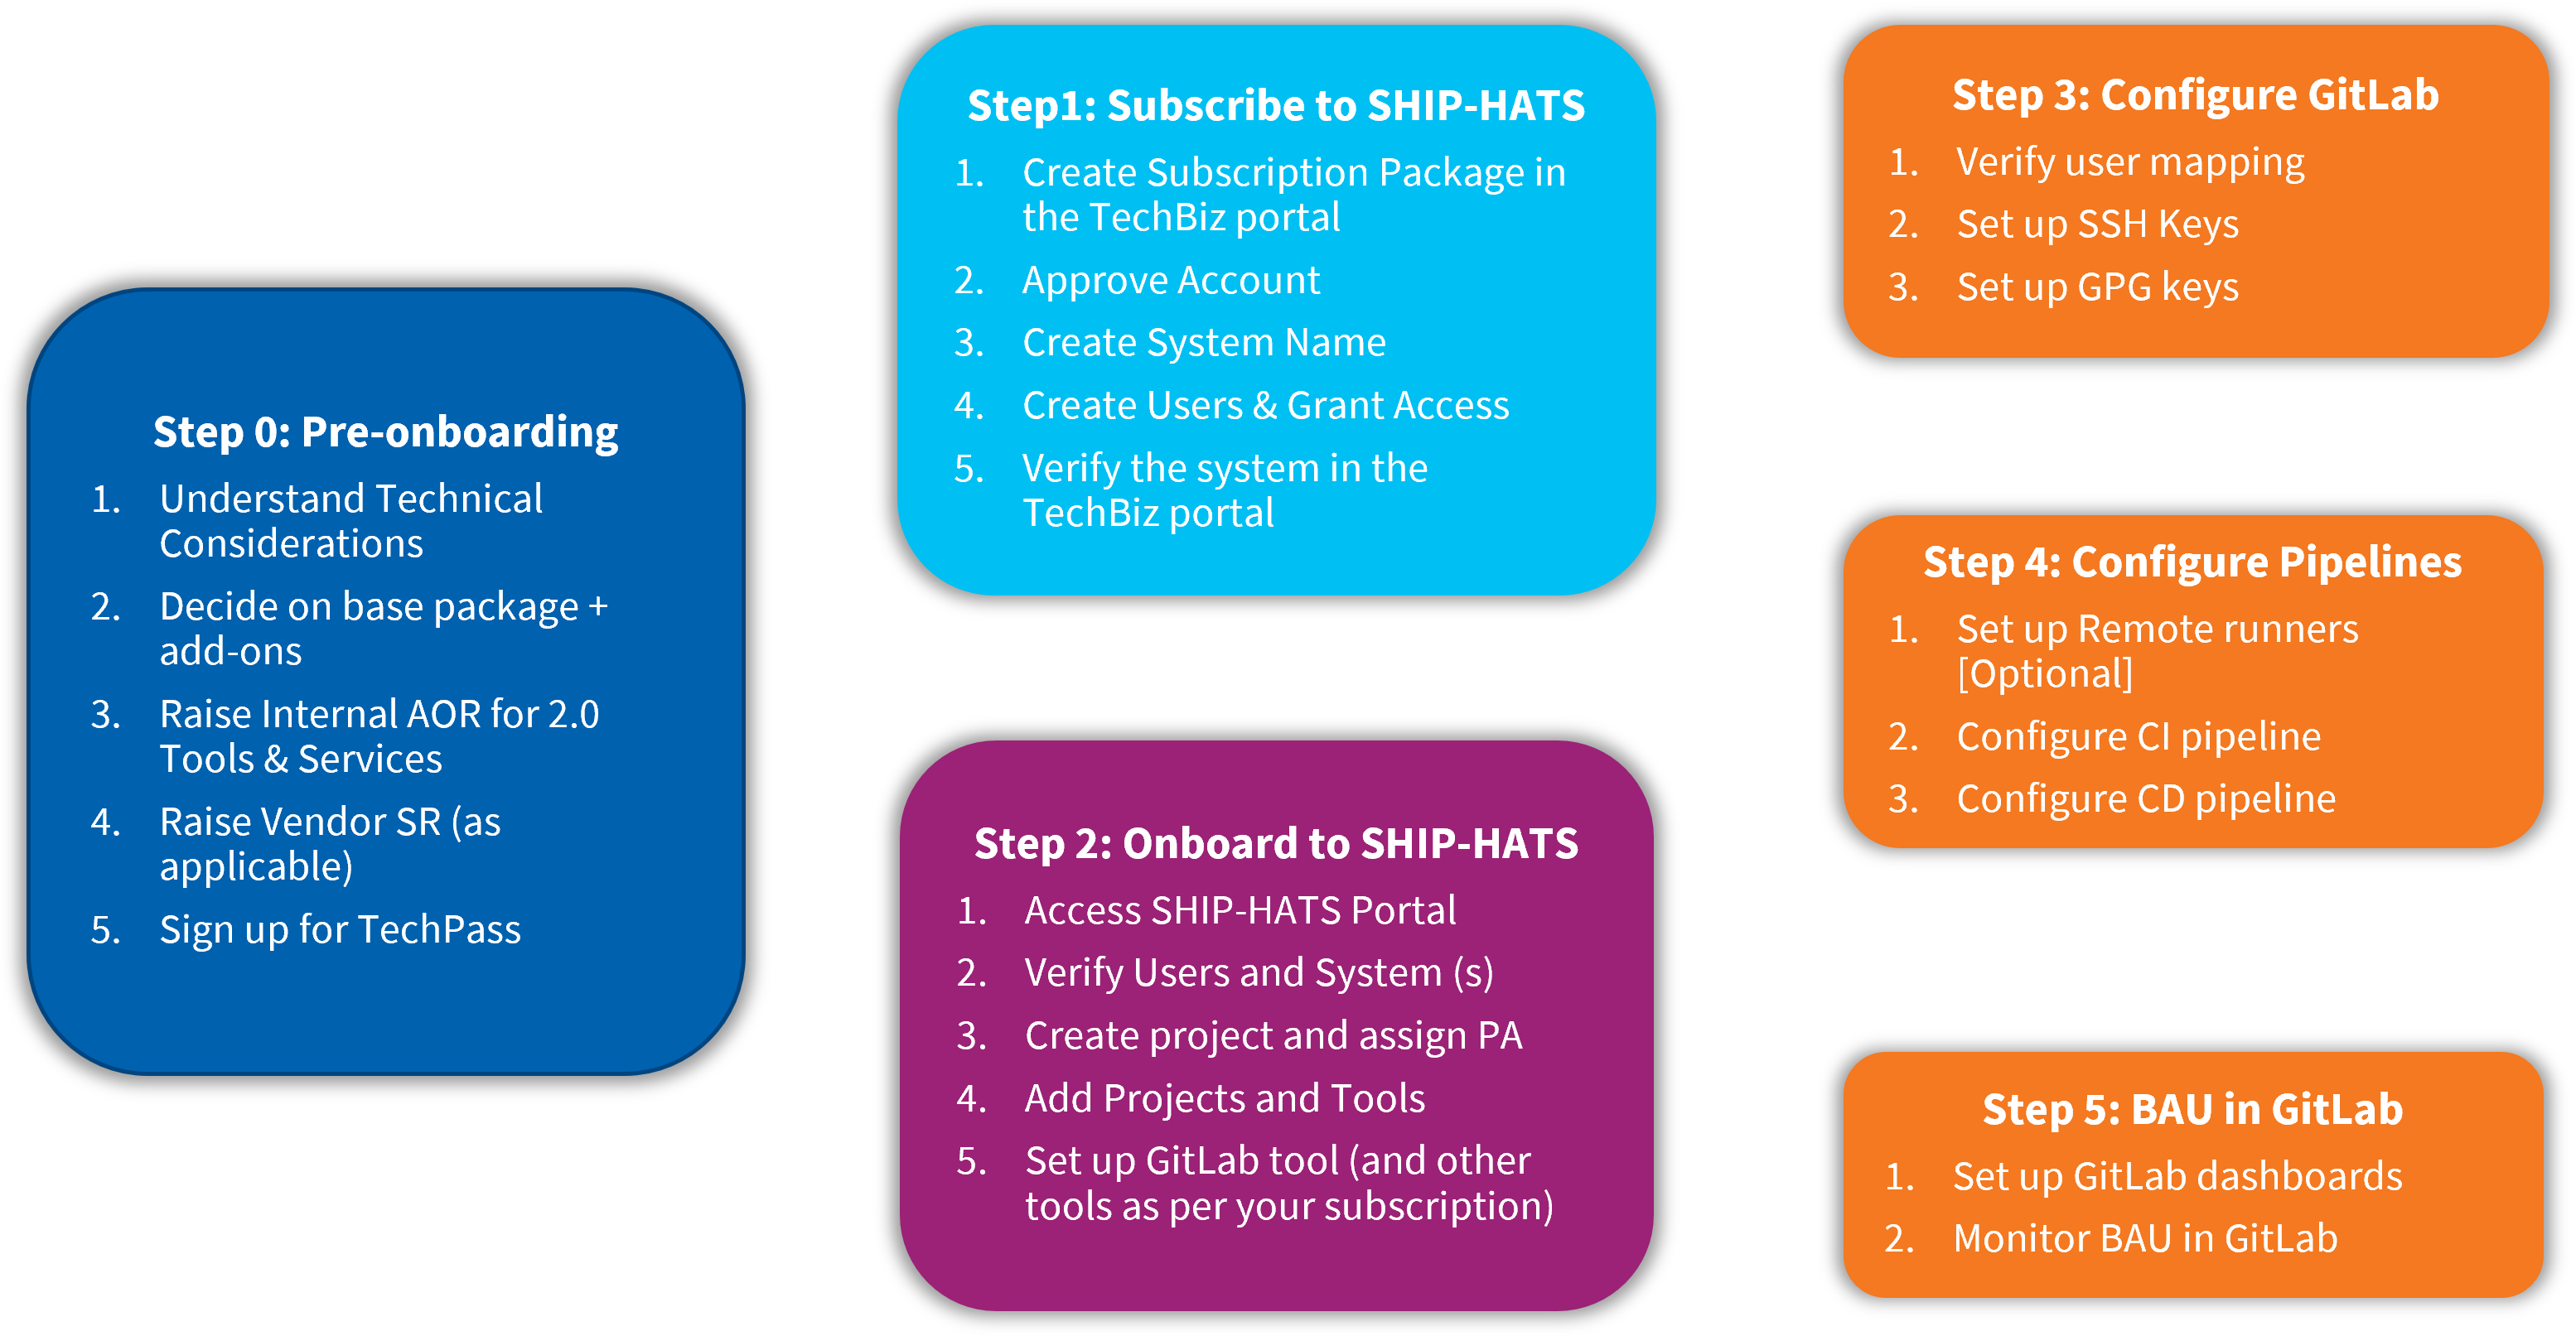 Step 0: Pre-onboarding
1. Understand Technical
Considerations
2. Decide on base package +
add-ons
3. Raise Internal AOR for 2.0
Tools & Services
4. Raise Vendor SR (as
applicable)
5. Sign up for TechPass
Step1: Subscribe to SHIP-HATS
1. Create Subscription Package in
the TechBiz portal
2. Approve Account
3. Create System Name
4. Create Users & Grant Access
5. Verify the system in the
TechBiz portal
Step 2: Onboard to SHIP-HATS
1. Access SHIP-HATS Portal
2. Verify Users and System (s)
3. Create project and assign PA
4. Add Projects and Tools
5. Set up GitLab tool (and other
tools as per your subscription)
Step 3: Configure GitLab
1. Verify user mapping
2. Set up SSH Keys
3. Set up GPG keys
Step 4: Configure Pipelines
1. Set up Remote runners
[Optional]
2. Configure CI pipeline
3. Configure CD pipeline
Step 5: BAU in GitLab
1. Set up GitLab dashboards
2. Monitor BAU in GitLab